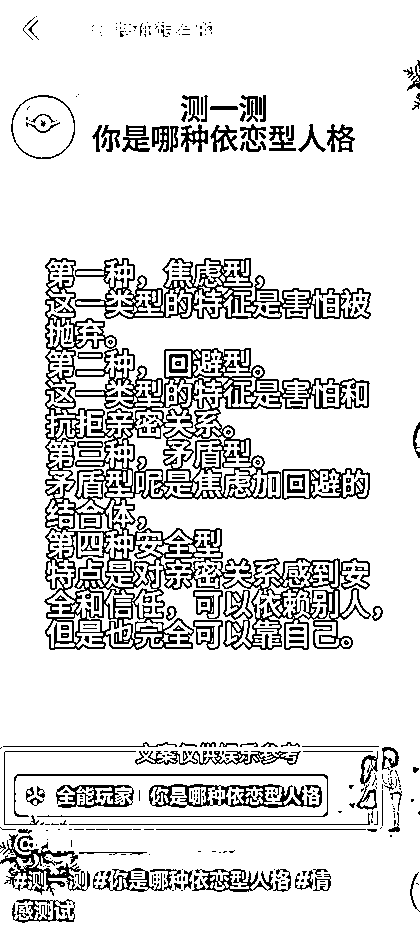 测一测
你是哪种依恋型人格
第一种，焦虑型，
这一类型的特征是害怕被
抛弃。
第二种，回避型。
这一类型的特征是害怕和
抗拒亲密关系。
第三种，矛盾型。
矛盾型呢是焦虑加回避的
结合体，
第四种安全型
特点是对亲密关系感到安
全和信任，可以依赖别人，
但是也完全可以靠自己。
文案仅供娱乐参考
全能玩家 | 你是哪种依恋型人格
@
#测一测 #你是哪种依恋型人格 #情
感测试